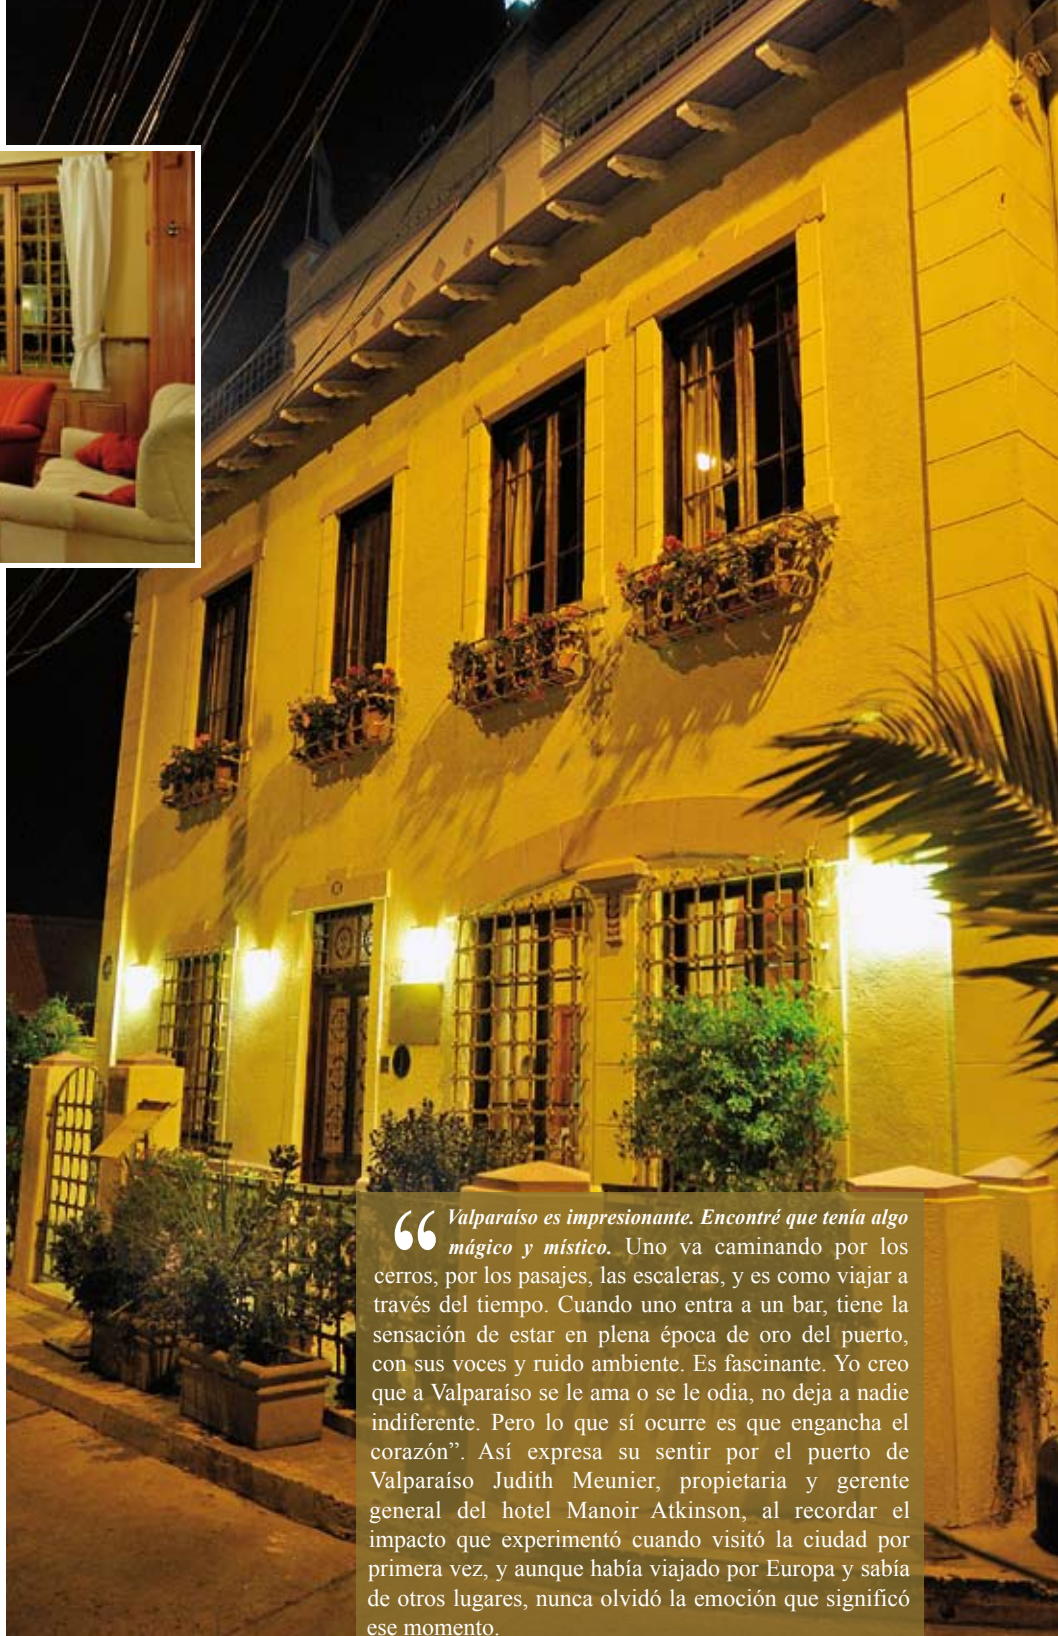 “ Valparaíso es impresionante. Encontré que tenía algo
mágico y místico. Uno va caminando por los
cerros, por los pasajes, las escaleras, y es como viajar a
través del tiempo. Cuando uno entra a un bar, tiene la
sensación de estar en plena época de oro del puerto,
con sus voces y ruido ambiente. Es fascinante. Yo creo
que a Valparaíso se le ama o se le odia, no deja a nadie
indiferente. Pero lo que sí ocurre es que engancha el
corazón”. Así expresa su sentir por el puerto de
Valparaíso Judith Meunier, propietaria y gerente
general del hotel Manoir Atkinson, al recordar el
impacto que experimentó cuando visitó la ciudad por
primera vez, y aunque había viajado por Europa y sabía
de otros lugares, nunca olvidó la emoción que significó
ese momento.